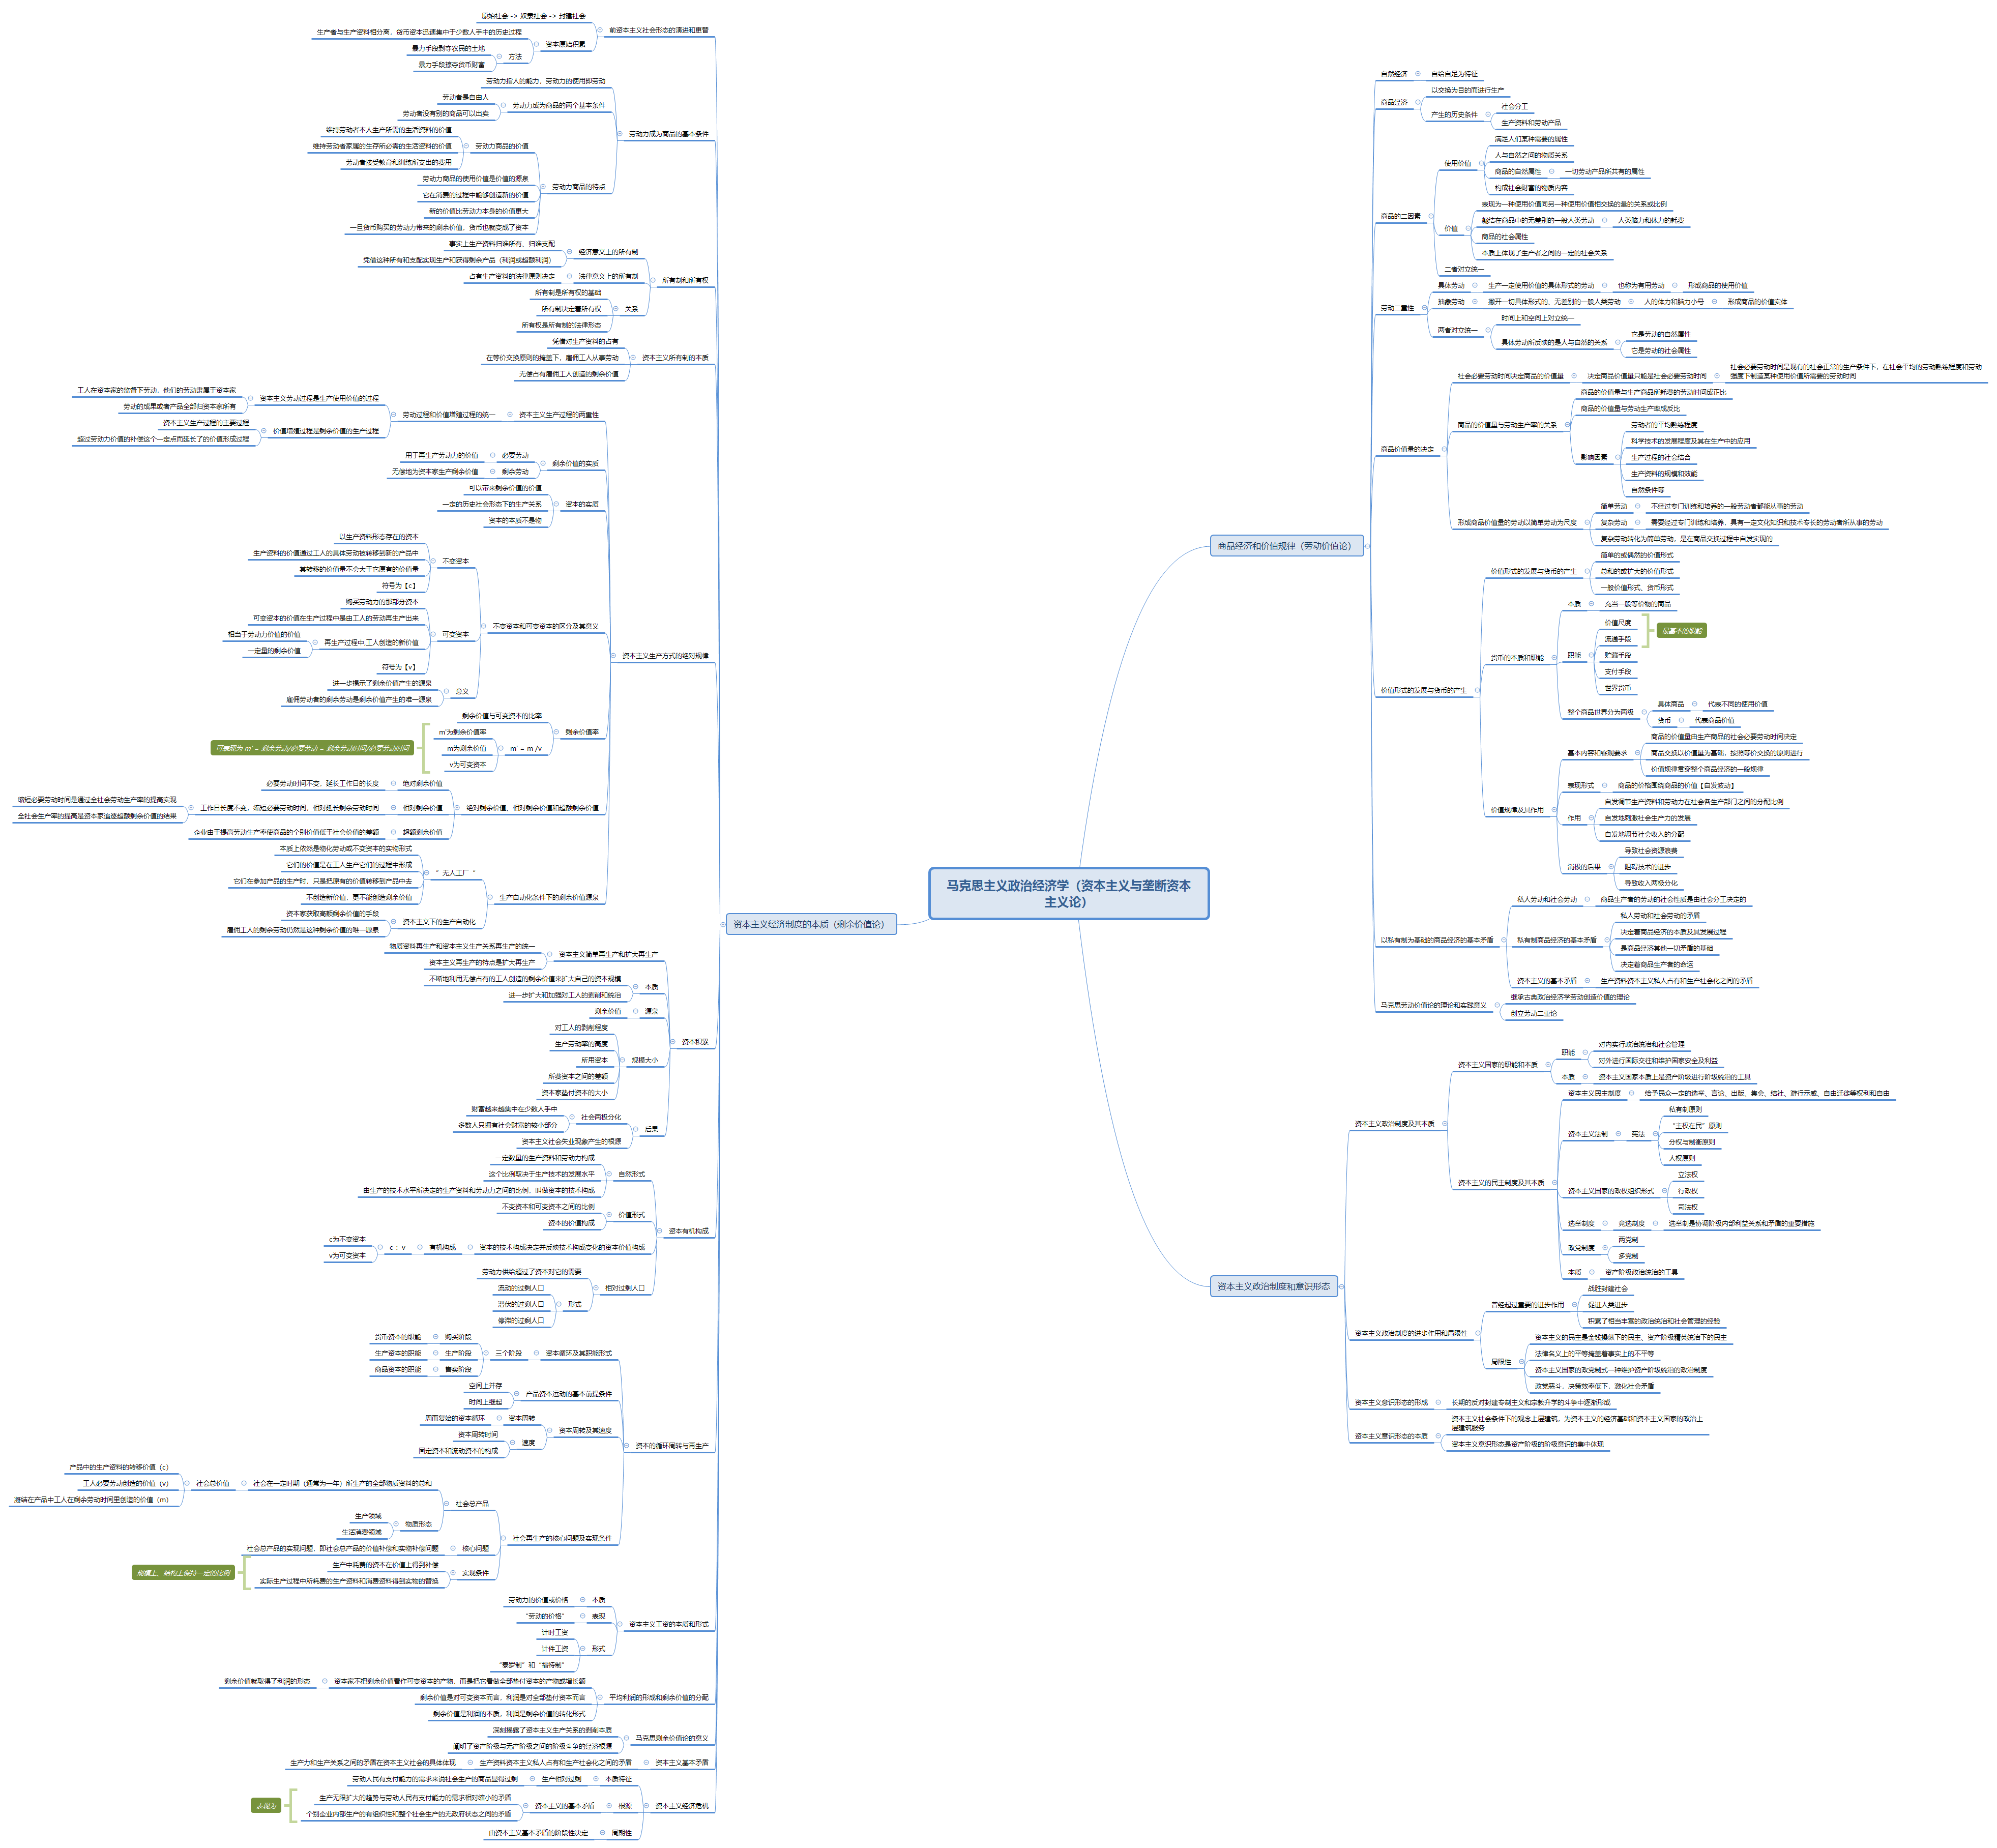 马克思主义政治经济学（资本主义与垄断资本
主义论）
商品经济和价值规律（劳动价值论）
自然经济
自给自足为特征
商品经济
以交换为目的而进行生产
产生的历史条件
社会分工
生产资料和劳动产品
商品的二因素
使用价值
满足人们某种需要的属性
人与自然之间的物质关系
商品的自然属性
一切劳动产品所共有的属性
构成社会财富的物质内容
价值
表现为一种使用价值同另一种使用价值相交换的量的关系或比例
凝结在商品中的无差别的一般人类劳动
人类脑力和体力的耗费
商品的社会属性
本质上体现了生产者之间的一定的社会关系
二者对立统一
劳动二重性
具体劳动
生产一定使用价值的具体形式的劳动
也称为有用劳动
形成商品的使用价值
抽象劳动
撇开一切具体形式的、无差别的一般人类劳动
人的体力和脑力小号
形成商品的价值实体
两者对立统一
时间上和空间上对立统一
具体劳动所反映的是人与自然的关系
它是劳动的自然属性
它是劳动的社会属性
商品价值量的决定
社会必要劳动时间决定商品的价值量
决定商品价值量只能是社会必要劳动时间
社会必要劳动时间是现有的社会正常的生产条件下，在社会平均的劳动熟练程度和劳动
强度下制造某种使用价值所需要的劳动时间
商品的价值量与劳动生产率的关系
商品的价值量与生产商品所耗费的劳动时间成正比
商品的价值量与劳动生产率成反比
影响因素
劳动者的平均熟练程度
科学技术的发展程度及其在生产中的应用
生产过程的社会结合
生产资料的规模和效能
自然条件等
形成商品价值量的劳动以简单劳动为尺度
简单劳动
不经过专门训练和培养的一般劳动者都能从事的劳动
复杂劳动
需要经过专门训练和培养，具有一定文化知识和技术专长的劳动者所从事的劳动
复杂劳动转化为简单劳动，是在商品交换过程中自发实现的
价值形式的发展与货币的产生
价值形式的发展与货币的产生
简单的或偶然的价值形式
总和的或扩大的价值形式
一般价值形式、货币形式
货币的本质和职能
本质
充当一般等价物的商品
职能
价值尺度
流通手段
贮藏手段
支付手段
世界货币
最基本的职能
整个商品世界分为两级
具体商品
代表不同的使用价值
货币
代表商品价值
价值规律及其作用
基本内容和客观要求
商品的价值量由生产商品的社会必要劳动时间决定
商品交换以价值量为基础，按照等价交换的原则进行
价值规律贯穿整个商品经济的一般规律
表现形式
商品的价格围绕商品的价值【自发波动】
作用
自发调节生产资料和劳动力在社会各生产部门之间的分配比例
自发地刺激社会生产力的发展
自发地调节社会收入的分配
消极的后果
导致社会资源浪费
阻碍技术的进步
导致收入两极分化
以私有制为基础的商品经济的基本矛盾
私人劳动和社会劳动
商品生产者的劳动的社会性质是由社会分工决定的
私有制商品经济的基本矛盾
私人劳动和社会劳动的矛盾
决定着商品经济的本质及其发展过程
是商品经济其他一切矛盾的基础
决定着商品生产者的命运
资本主义的基本矛盾
生产资料资本主义私人占有和生产社会化之间的矛盾
马克思劳动价值论的理论和实践意义
继承古典政治经济学劳动创造价值的理论
创立劳动二重论
资本主义政治制度和意识形态
资本主义政治制度及其本质
资本主义国家的职能和本质
职能
对内实行政治统治和社会管理
对外进行国际交往和维护国家安全及利益
本质
资本主义国家本质上是资产阶级进行阶级统治的工具
资本主义的民主制度及其本质
资本主义民主制度
给予民众一定的选举、言论、出版、集会、结社、游行示威、自由迁徙等权利和自由
资本主义法制
宪法
私有制原则
“主权在民”原则
分权与制衡原则
人权原则
资本主义国家的政权组织形式
立法权
行政权
司法权
选举制度
竞选制度
选举制是协调阶级内部利益关系和矛盾的重要措施
政党制度
两党制
多党制
本质
资产阶级政治统治的工具
资本主义政治制度的进步作用和局限性
曾经起过重要的进步作用
战胜封建社会
促进人类进步
积累了相当丰富的政治统治和社会管理的经验
局限性
资本主义的民主是金钱操纵下的民主、资产阶级精英统治下的民主
法律名义上的平等掩盖着事实上的不平等
资本主义国家的政党制式一种维护资产阶级统治的政治制度
政党恶斗、决策效率低下，激化社会矛盾
资本主义意识形态的形成
长期的反对封建专制主义和宗教升学的斗争中逐渐形成
资本主义意识形态的本质
资本主义社会条件下的观念上层建筑，为资本主义的经济基础和资本主义国家的政治上
层建筑服务
资本主义意识形态是资产阶级的阶级意识的集中体现
资本主义经济制度的本质（剩余价值论）
前资本主义社会形态的演进和更替
原始社会 -> 奴隶社会 -> 封建社会
资本原始积累
生产者与生产资料相分离，货币资本迅速集中于少数人手中的历史过程
方法
暴力手段剥夺农民的土地
暴力手段掠夺货币财富
劳动力成为商品的基本条件
劳动力指人的能力，劳动力的使用即劳动
劳动力成为商品的两个基本条件
劳动者是自由人
劳动者没有别的商品可以出卖
劳动力商品的特点
劳动力商品的价值
维持劳动者本人生产所需的生活资料的价值
维持劳动者家属的生存所必需的生活资料的价值
劳动者接受教育和训练所支出的费用
劳动力商品的使用价值是价值的源泉
它在消费的过程中能够创造新的价值
新的价值比劳动力本身的价值更大
一旦货币购买的劳动力带来的剩余价值，货币也就变成了资本
所有制和所有权
经济意义上的所有制
事实上生产资料归谁所有、归谁支配
凭借这种所有和支配实现生产和获得剩余产品（利润或超额利润）
法律意义上的所有制
占有生产资料的法律原则决定
关系
所有制是所有权的基础
所有制决定着所有权
所有权是所有制的法律形态
资本主义所有制的本质
凭借对生产资料的占有
在等价交换原则的掩盖下，雇佣工人从事劳动
无偿占有雇佣工人创造的剩余价值
资本主义生产方式的绝对规律
资本主义生产过程的两重性
劳动过程和价值增殖过程的统一
资本主义劳动过程是生产使用价值的过程
工人在资本家的监督下劳动，他们的劳动隶属于资本家
劳动的成果或者产品全部归资本家所有
价值增殖过程是剩余价值的生产过程
资本主义生产过程的主要过程
超过劳动力价值的补偿这个一定点而延长了的价值形成过程
剩余价值的实质
必要劳动
用于再生产劳动力的价值
剩余劳动
无偿地为资本家生产剩余价值
资本的实质
可以带来剩余价值的价值
一定的历史社会形态下的生产关系
资本的本质不是物
不变资本和可变资本的区分及其意义
不变资本
以生产资料形态存在的资本
生产资料的价值通过工人的具体劳动被转移到新的产品中
其转移的价值量不会大于它原有的价值量
符号为【c】
可变资本
购买劳动力的那部分资本
可变资本的价值在生产过程中是由工人的劳动再生产出来
再生产过程中,工人创造的新价值
相当于劳动力价值的价值
一定量的剩余价值
符号为【v】
意义
进一步揭示了剩余价值产生的源泉
雇佣劳动者的剩余劳动是剩余价值产生的唯一源泉
剩余价值率
剩余价值与可变资本的比率
m' = m /v
m'为剩余价值率
m为剩余价值
v为可变资本
可表现为 m' = 剩余劳动/必要劳动 = 剩余劳动时间/必要劳动时间
绝对剩余价值、相对剩余价值和超额剩余价值
绝对剩余价值
必要劳动时间不变，延长工作日的长度
相对剩余价值
工作日长度不变，缩短必要劳动时间，相对延长剩余劳动时间
缩短必要劳动时间是通过全社会劳动生产率的提高实现
全社会生产率的提高是资本家追逐超额剩余价值的结果
超额剩余价值
企业由于提高劳动生产率使商品的个别价值低于社会价值的差额
生产自动化条件下的剩余价值源泉
“ 无人工厂 ”
本质上依然是物化劳动或不变资本的实物形式
它们的价值是在工人生产它们的过程中形成
它们在参加产品的生产时，只是把原有的价值转移到产品中去
不创造新价值，更不能创造剩余价值
资本主义下的生产自动化
资本家获取高额剩余价值的手段
雇佣工人的剩余劳动仍然是这种剩余价值的唯一源泉
资本积累
资本主义简单再生产和扩大再生产
物质资料再生产和资本主义生产关系再生产的统一
资本主义再生产的特点是扩大再生产
本质
不断地利用无偿占有的工人创造的剩余价值来扩大自己的资本规模
进一步扩大和加强对工人的剥削和统治
源泉
剩余价值
规模大小
对工人的剥削程度
生产劳动率的高度
所用资本
所费资本之间的差额
资本家垫付资本的大小
后果
社会两极分化
财富越来越集中在少数人手中
多数人只拥有社会财富的较小部分
资本主义社会失业现象产生的根源
资本有机构成
自然形式
一定数量的生产资料和劳动力构成
这个比例取决于生产技术的发展水平
由生产的技术水平所决定的生产资料和劳动力之间的比例，叫做资本的技术构成
价值形式
不变资本和可变资本之间的比例
资本的价值构成
资本的技术构成决定并反映技术构成变化的资本价值构成
有机构成
c ：v
c为不变资本
v为可变资本
相对过剩人口
劳动力供给超过了资本对它的需要
形式
流动的过剩人口
潜伏的过剩人口
停滞的过剩人口
资本的循环周转与再生产
资本循环及其职能形式
三个阶段
购买阶段
货币资本的职能
生产阶段
生产资本的职能
售卖阶段
商品资本的职能
产品资本运动的基本前提条件
空间上并存
时间上继起
资本周转及其速度
资本周转
周而复始的资本循环
速度
资本周转时间
固定资本和流动资本的构成
社会再生产的核心问题及实现条件
社会总产品
社会在一定时期（通常为一年）所生产的全部物质资料的总和
社会总价值
产品中的生产资料的转移价值（c）
工人必要劳动创造的价值（v）
凝结在产品中工人在剩余劳动时间里创造的价值（m）
物质形态
生产领域
生活消费领域
核心问题
社会总产品的实现问题，即社会总产品的价值补偿和实物补偿问题
实现条件
生产中耗费的资本在价值上得到补偿
实际生产过程中所耗费的生产资料和消费资料得到实物的替换
规模上、结构上保持一定的比例
资本主义工资的本质和形式
本质
劳动力的价值或价格
表现
“劳动的价格”
形式
计时工资
计件工资
“泰罗制”和“福特制”
平均利润的形成和剩余价值的分配
资本家不把剩余价值看作可变资本的产物，而是把它看做全部垫付资本的产物或增长额
剩余价值就取得了利润的形态
剩余价值是对可变资本而言，利润是对全部垫付资本而言
剩余价值是利润的本质，利润是剩余价值的转化形式
马克思剩余价值论的意义
深刻揭露了资本主义生产关系的剥削本质
阐明了资产阶级与无产阶级之间的阶级斗争的经济根源
资本主义基本矛盾
生产资料资本主义私人占有和生产社会化之间的矛盾
生产力和生产关系之间的矛盾在资本主义社会的具体体现
资本主义经济危机
本质特征
生产相对过剩
劳动人民有支付能力的需求来说社会生产的商品显得过剩
根源
资本主义的基本矛盾
生产无限扩大的趋势与劳动人民有支付能力的需求相对缩小的矛盾
个别企业内部生产的有组织性和整个社会生产的无政府状态之间的矛盾
表现为
周期性
由资本主义基本矛盾的阶段性决定